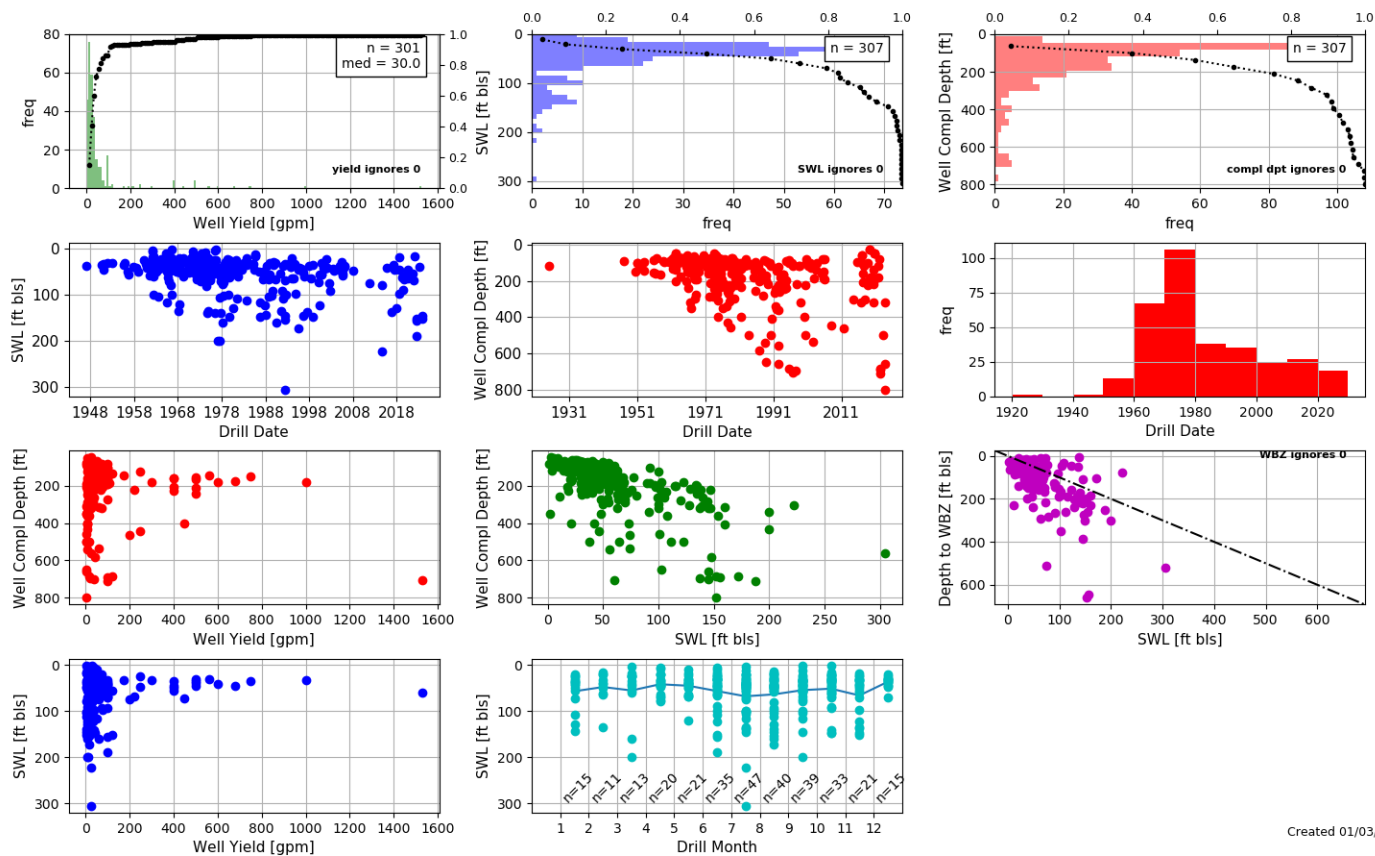 0.0 0.2 0.4 0.6 0.8 1.0
0.0 0.2 0.4 0.6 0.8 1.0
80 60 40 20 0
freq
n = 301
med = 30.0
yield ignores 0
1.0 0.8 0.6 0.4 0.2 0.0
0 200 400 600 800 1000 1200 1400 1600
Well Yield [gpm]
0 100 200 300
SWL [ft bls]
n = 307
SWL ignores 0
0 10 20 30 40 50 60 70
freq
0 200 400 600 800
Well Compl Depth [ft]
n = 307
compl dpt ignores 0
0 20 40 60 80 100
freq
0 100 200 300
SWL [ft bls]
1948 1958 1968 1978 1988 1998 2008 2018
Drill Date
0 200 400 600 800
Well Compl Depth [ft]
1931 1951 1971 1991 2011
Drill Date
100 75 50 25 0
freq
1920 1940 1960 1980 2000 2020
Drill Date
200 400 600 800
Well Compl Depth [ft]
0 200 400 600 800 1000 1200 1400 1600
Well Yield [gpm]
200 400 600 800
Well Compl Depth [ft]
0 50 100 150 200 250 300
SWL [ft bls]
WBZ ignores 0
0 200 400 600
Depth to WBZ [ft bls]
0 100 200 300 400 500 600
SWL [ft bls]
0 100 200 300
SWL [ft bls]
0 200 400 600 800 1000 1200 1400 1600
Well Yield [gpm]
0 100 200 300
SWL [ft bls]
n=15 n=11 n=13 n=20 n=21 n=35 n=47 n=40 n=39 n=33 n=21 n=15
1 2 3 4 5 6 7 8 9 10 11 12
Drill Month
Created 01/03/